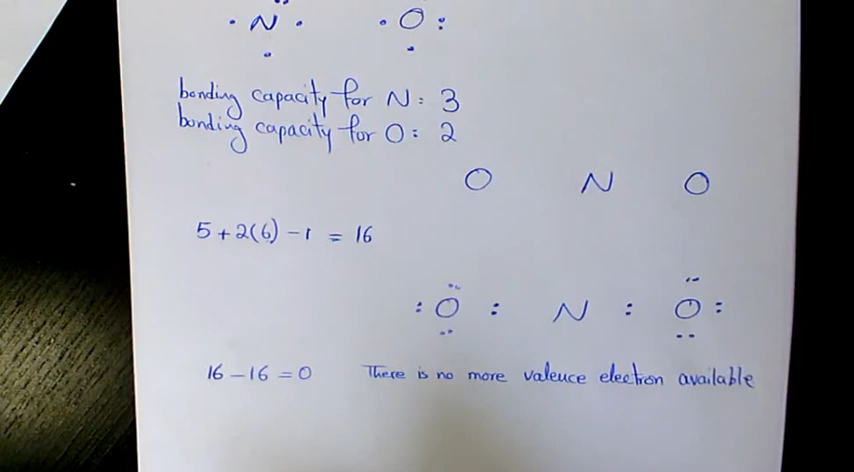 · N · · O :
bonding capacity for N: 3
bonding capacity for O: 2
O N O
5+2(6)-1 = 16
: O : N : O :
16-16=0 There is no more valence electron available